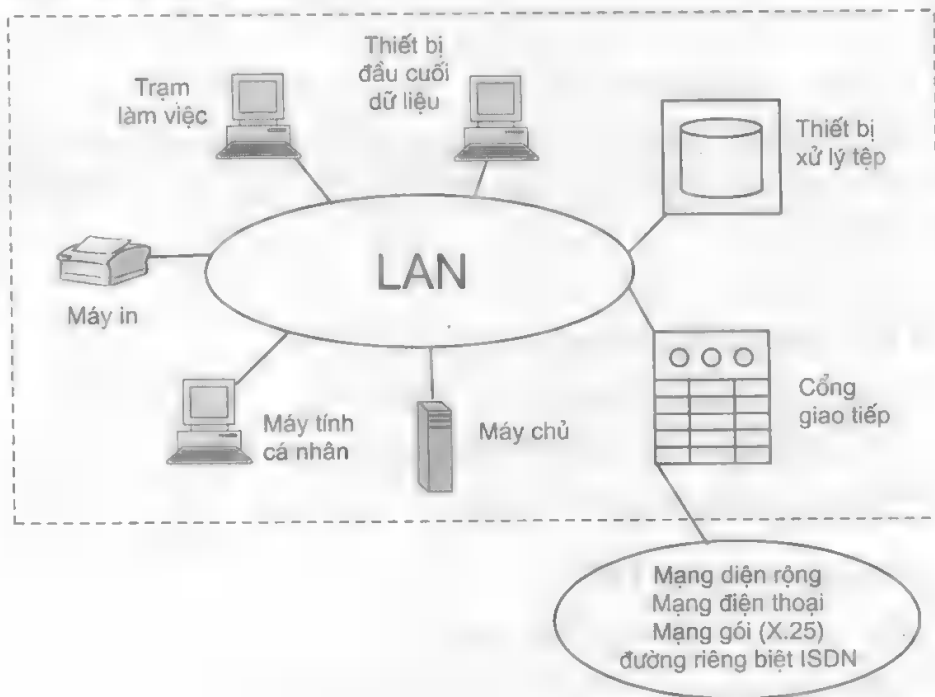 Trạm
làm việc
Thiết bị
đầu cuối
dữ liệu
Thiết bị
xử lý tệp
LAN
Máy in
Máy tính
cá nhân
Máy chủ
Cổng
giao tiếp
Mạng diện rộng
Mạng điện thoại
Mạng gói (X.25)
đường riêng biệt ISDN